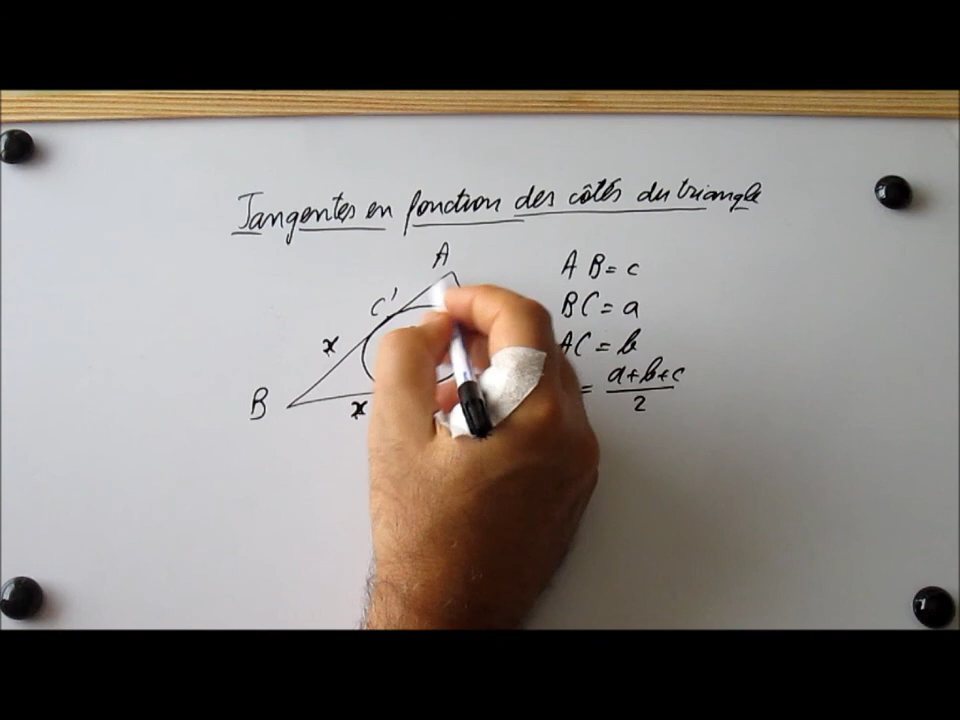 Tangentes en fonction des côtés du triangle
A
C'
x
B
x
AB = c
BC = a
AC = b
= a+b+c
2